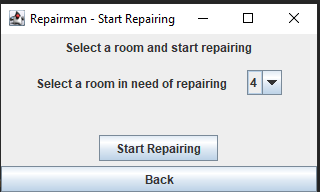 Repairman - Start Repairing
Select a room and start repairing
Select a room in need of repairing 4
Start Repairing
Back